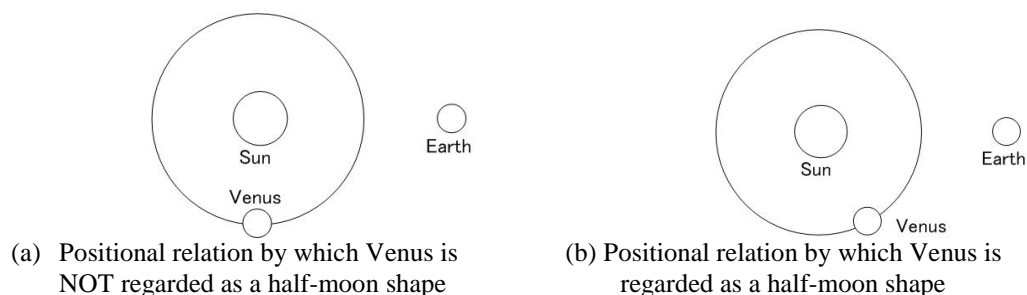 Sun
Earth
Venus
(a) Positional relation by which Venus is
NOT regarded as a half-moon shape
Sun
Earth
Venus
(b) Positional relation by which Venus is
regarded as a half-moon shape